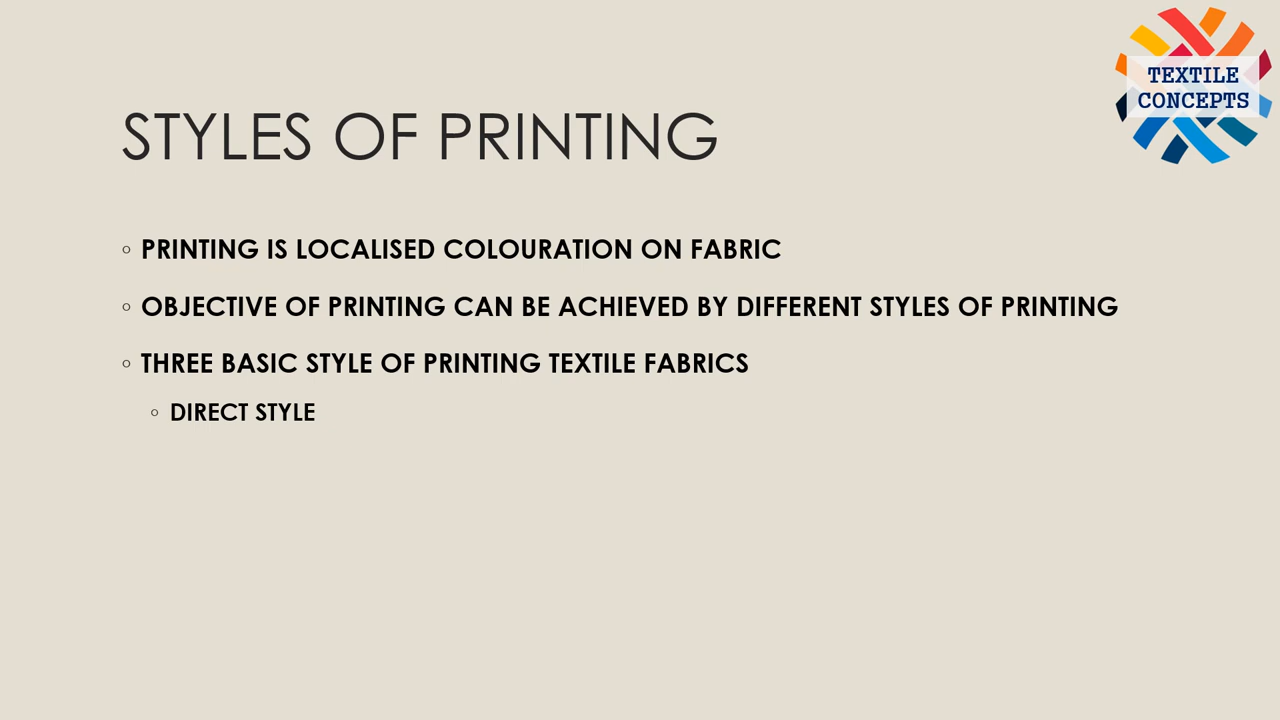 TEXTILE
CONCEPTS
STYLES OF PRINTING
◦ PRINTING IS LOCALISED COLOURATION ON FABRIC
◦ OBJECTIVE OF PRINTING CAN BE ACHIEVED BY DIFFERENT STYLES OF PRINTING
◦ THREE BASIC STYLE OF PRINTING TEXTILE FABRICS
◦ DIRECT STYLE